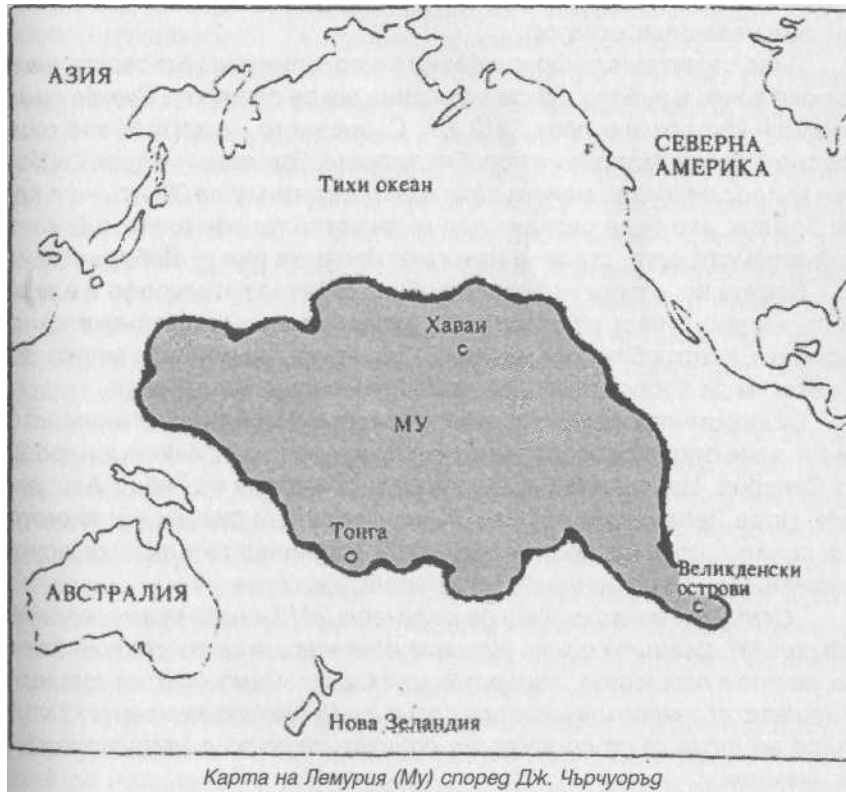 АЗИЯ
СЕВЕРНА
АМЕРИКА
Тихи океан
Хаваи
МУ
Тонга
Великденски
острови
АВСТРАЛИЯ
Нова Зеландия
Карта на Лемурия (Му) според Дж. Чърчуорърд